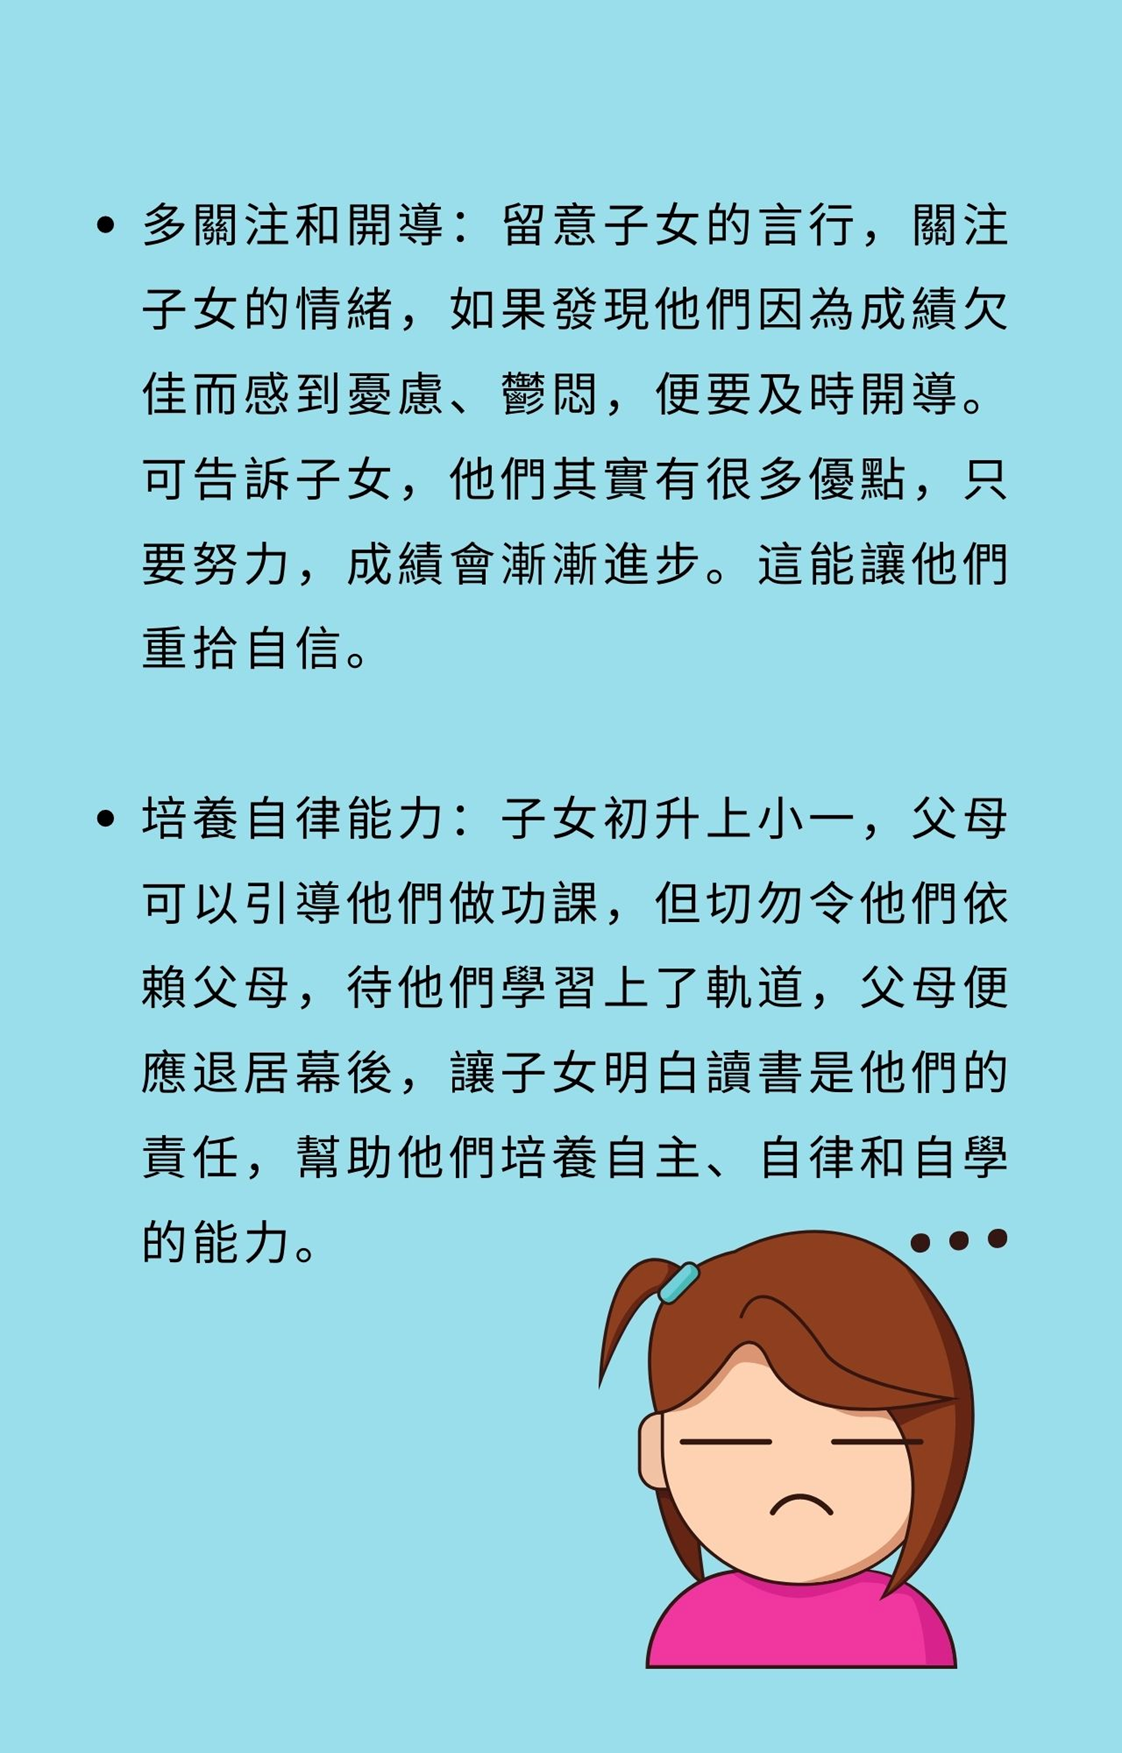 • 多關注和開導：留意子女的言行，關注
子女的情緒，如果發現他們因為成績欠
佳而感到憂慮、鬱悶，便要及時開導。
可告訴子女，他們其實有很多優點，只
要努力，成績會漸漸進步。這能讓他們
重拾自信。
• 培養自律能力：子女初升上小一，父母
可以引導他們做功課，但切勿令他們依
賴父母，待他們學習上了軌道，父母便
應退居幕後，讓子女明白讀書是他們的
責任，幫助他們培養自主、自律和自學
的能力。